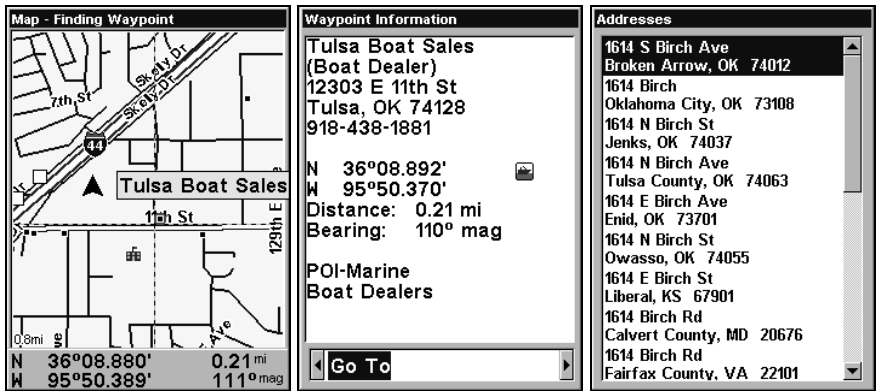 Map - Finding Waypoint
Skelly Dr
7th St
Skelly Dr
44
Tulsa Boat Sales
11th St
129th E
Ave
0.8mi
N 36º08.880' 0.21 mi
W 95º50.389' 111º mag
Waypoint Information
Tulsa Boat Sales
(Boat Dealer)
12303 E 11th St
Tulsa, OK 74128
918-438-1881
N 36º08.892'
W 95º50.370'
Distance: 0.21 mi
Bearing: 110º mag
POI-Marine
Boat Dealers
Go To
Addresses
1614 S Birch Ave
Broken Arrow, OK 74012
1614 Birch
Oklahoma City, OK 73108
1614 N Birch St
Jenks, OK 74037
1614 N Birch Ave
Tulsa County, OK 74063
1614 E Birch Ave
Enid, OK 73701
1614 N Birch St
Owasso, OK 74055
1614 E Birch St
Liberal, KS 67901
1614 Birch Rd
Calvert County, MD 20676
1614 Birch Rd
Fairfax County, VA 22101